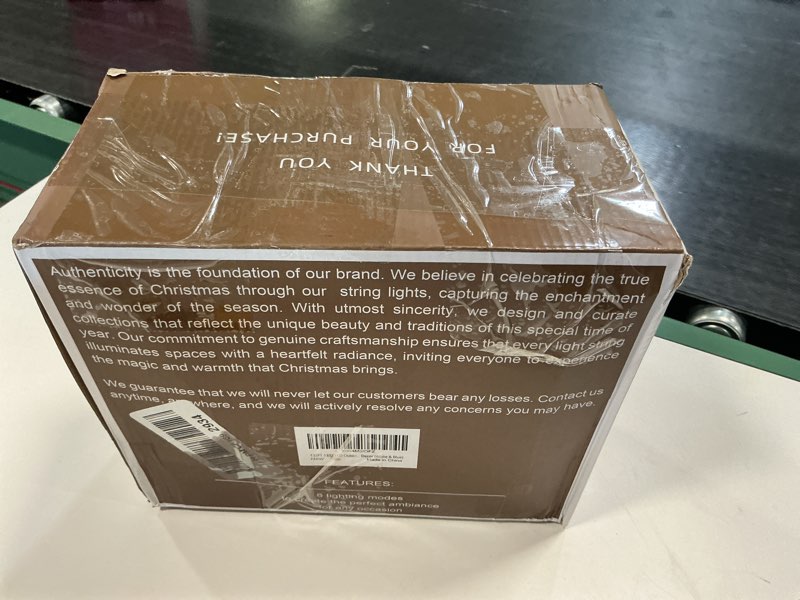 THANK YOU
FOR YOUR PURCHASE!
Authenticity is the foundation of our brand. We believe in celebrating the true
essence of Christmas through our string lights, capturing the enchantment
and wonder of the season. With utmost sincerity, we design and curate
collections that reflect the unique beauty and traditions of this special time of
year. Our commitment to genuine craftsmanship ensures that every light string
illuminates spaces with a heartfelt radiance, inviting everyone to experience
the magic and warmth that Christmas brings.
We guarantee that we will never let our customers bear any losses. Contact us
anytime, anywhere, and we will actively resolve any concerns you may have.
2934
Made in China
FEATURES:
8 lighting modes
the perfect ambiance
for any occasion